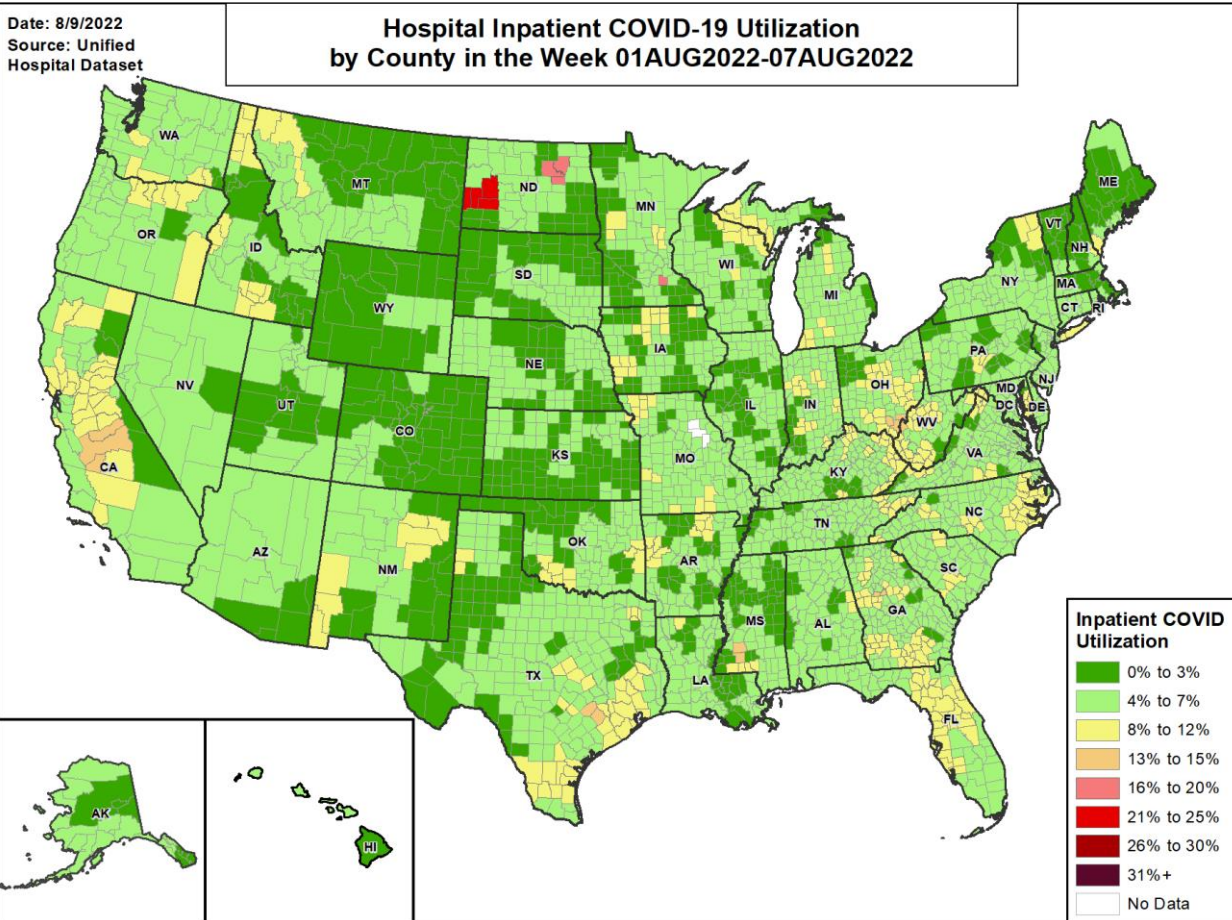 Date: 8/9/2022
Source: Unified
Hospital Dataset
Hospital Inpatient COVID-19 Utilization
by County in the Week 01AUG2022-07AUG2022
WA
MT
ND
MN
ME
OR
ID
SD
WI
VT
NH
WY
MI
NY
MA
CT
RI
NE
IA
PA
NV
UT
CO
IL
IN
OH
NJ
MD
DC
DE
WV
CA
KS
MO
KY
VA
AZ
NM
OK
AR
TN
NC
SC
MS
AL
GA
TX
LA
FL
AK
HI
Inpatient COVID
Utilization
0% to 3%
4% to 7%
8% to 12%
13% to 15%
16% to 20%
21% to 25%
26% to 30%
31%+
No Data